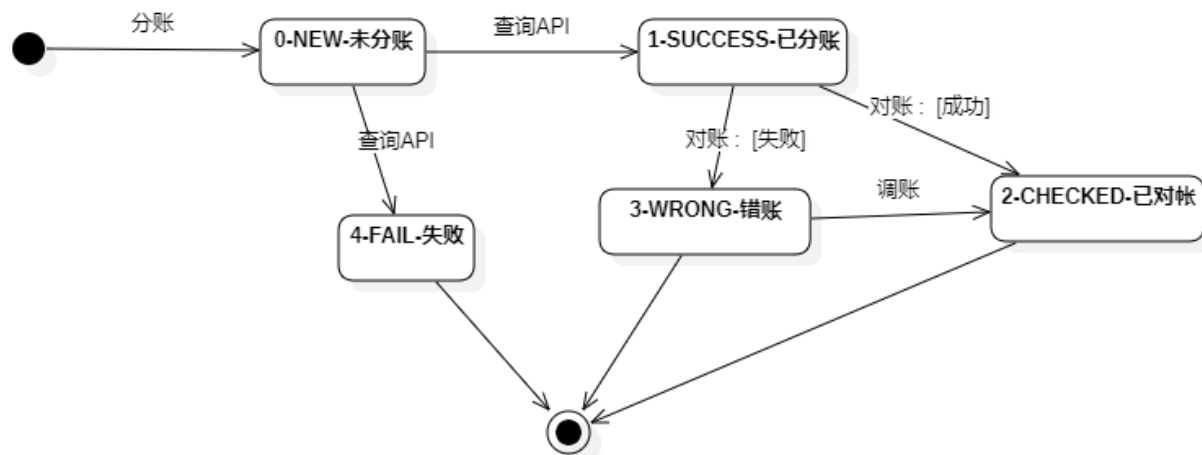 分账
0-NEW-未分账
查询API
1-SUCCESS-已分账
对账： [成功]
查询API
对账： [失败]
调账
2-CHECKED-已对帐
3-WRONG-错账
4-FAIL-失败